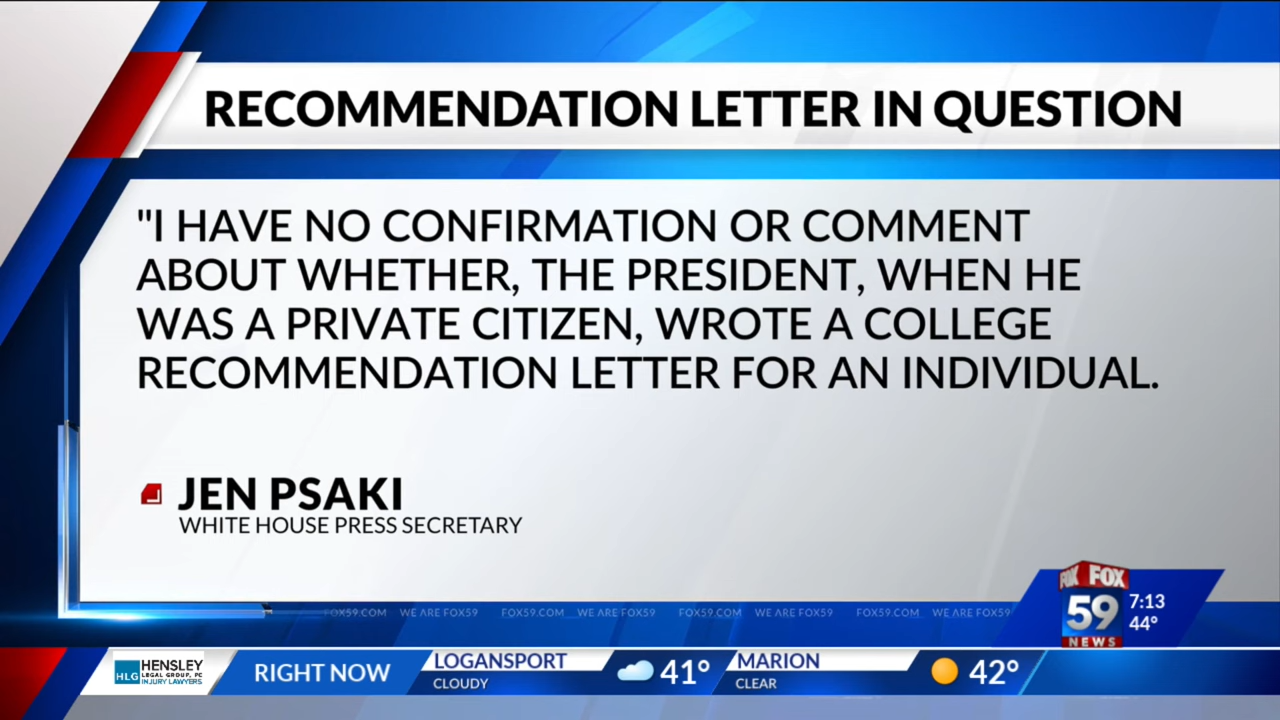 RECOMMENDATION LETTER IN QUESTION
"I HAVE NO CONFIRMATION OR COMMENT
ABOUT WHETHER, THE PRESIDENT, WHEN HE
WAS A PRIVATE CITIZEN, WROTE A COLLEGE
RECOMMENDATION LETTER FOR AN INDIVIDUAL.
JEN PSAKI
WHITE HOUSE PRESS SECRETARY
FOX59.COM WE ARE FOX59 FOX59.COM WE ARE FOX59 FOX59.COM WE ARE FOX59 FOX59.COM WE ARE FOX59
FOX FOX
59
NEWS
7:13
44°
HLG HENSLEY
LEGAL GROUP, PC
INJURY LAWYERS
RIGHT NOW
LOGANSPORT
CLOUDY
41°
MARION
CLEAR
42°